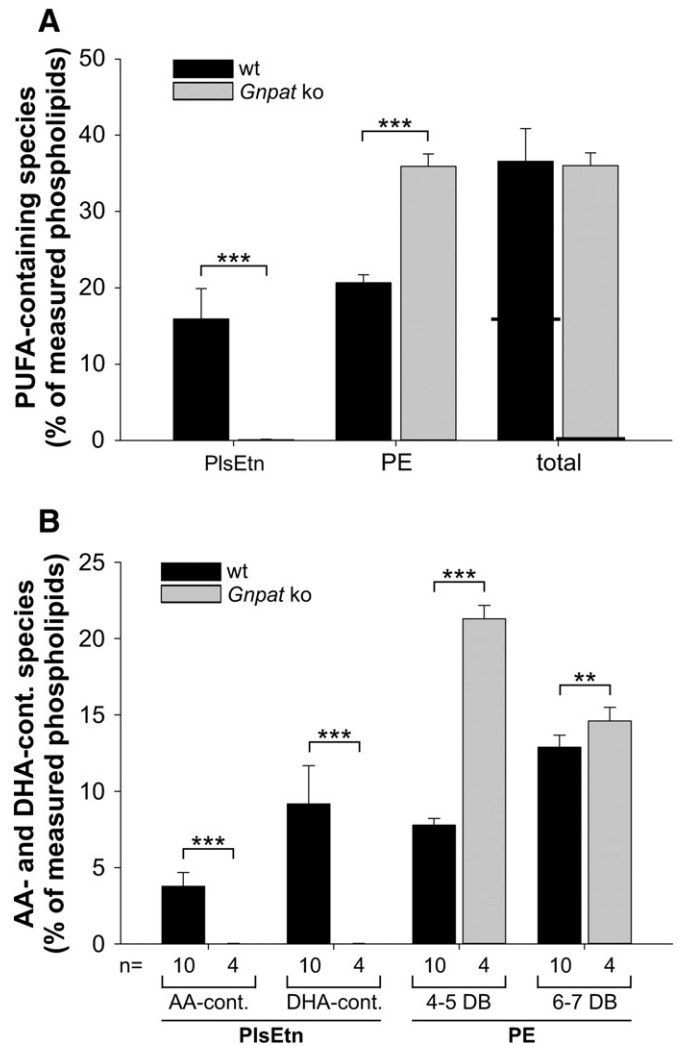 A
PUFA-containing species
(% of measured phospholipids)
50
40
30
20
10
0
wt
Gnpat ko
***
***
PlsEtn
PE
total
B
AA- and DHA-cont. species
(% of measured phospholipids)
25
20
15
10
5
0
wt
Gnpat ko
***
***
***
**
n= 10 4 10 4 10 4 10 4
AA-cont. DHA-cont. 4-5 DB 6-7 DB
PlsEtn PE